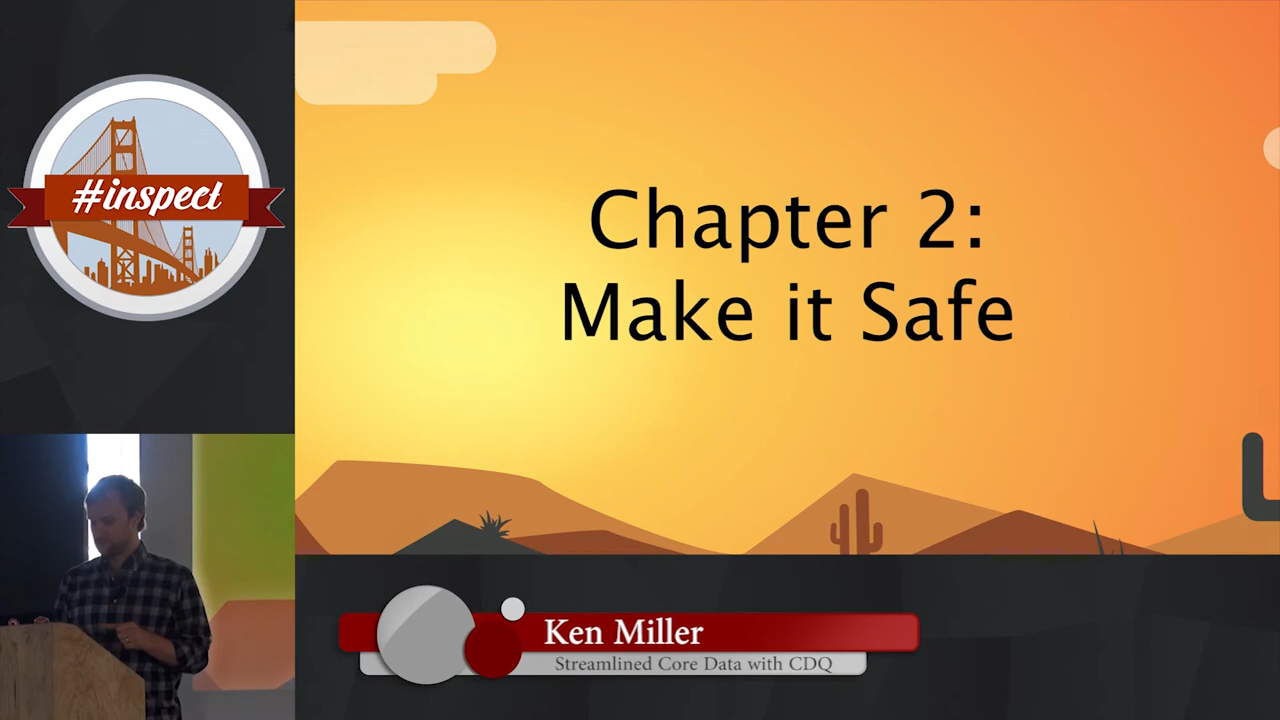 #inspect
Chapter 2:
Make it Safe
Ken Miller
Streamlined Core Data with CDQ